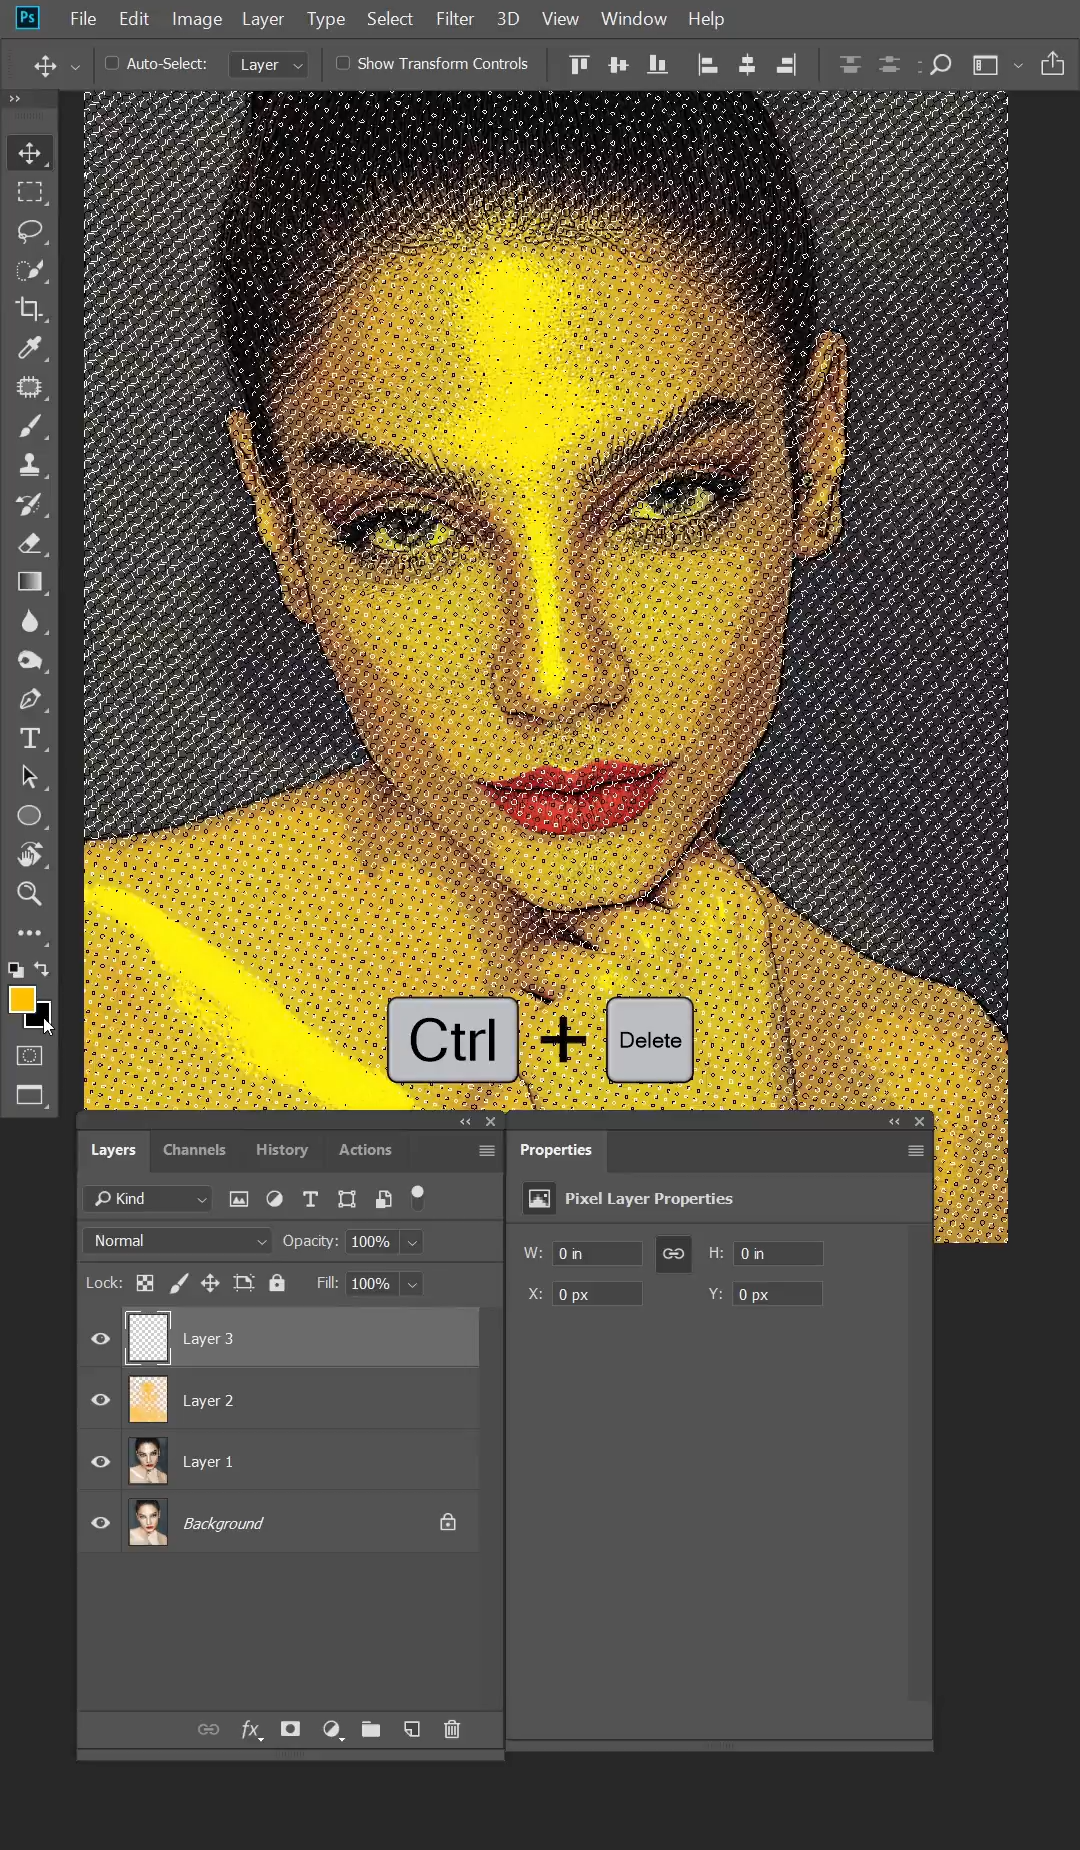 Ps File Edit Image Layer Type Select Filter 3D View Window Help
Auto-Select: Layer Show Transform Controls
Ctrl + Delete
Layers Channels History Actions
Kind
Normal Opacity: 100%
Lock: Fill: 100%
Layer 3
Layer 2
Layer 1
Background
fx
Properties
Pixel Layer Properties
W: 0 in H: 0 in
X: 0 px Y: 0 px